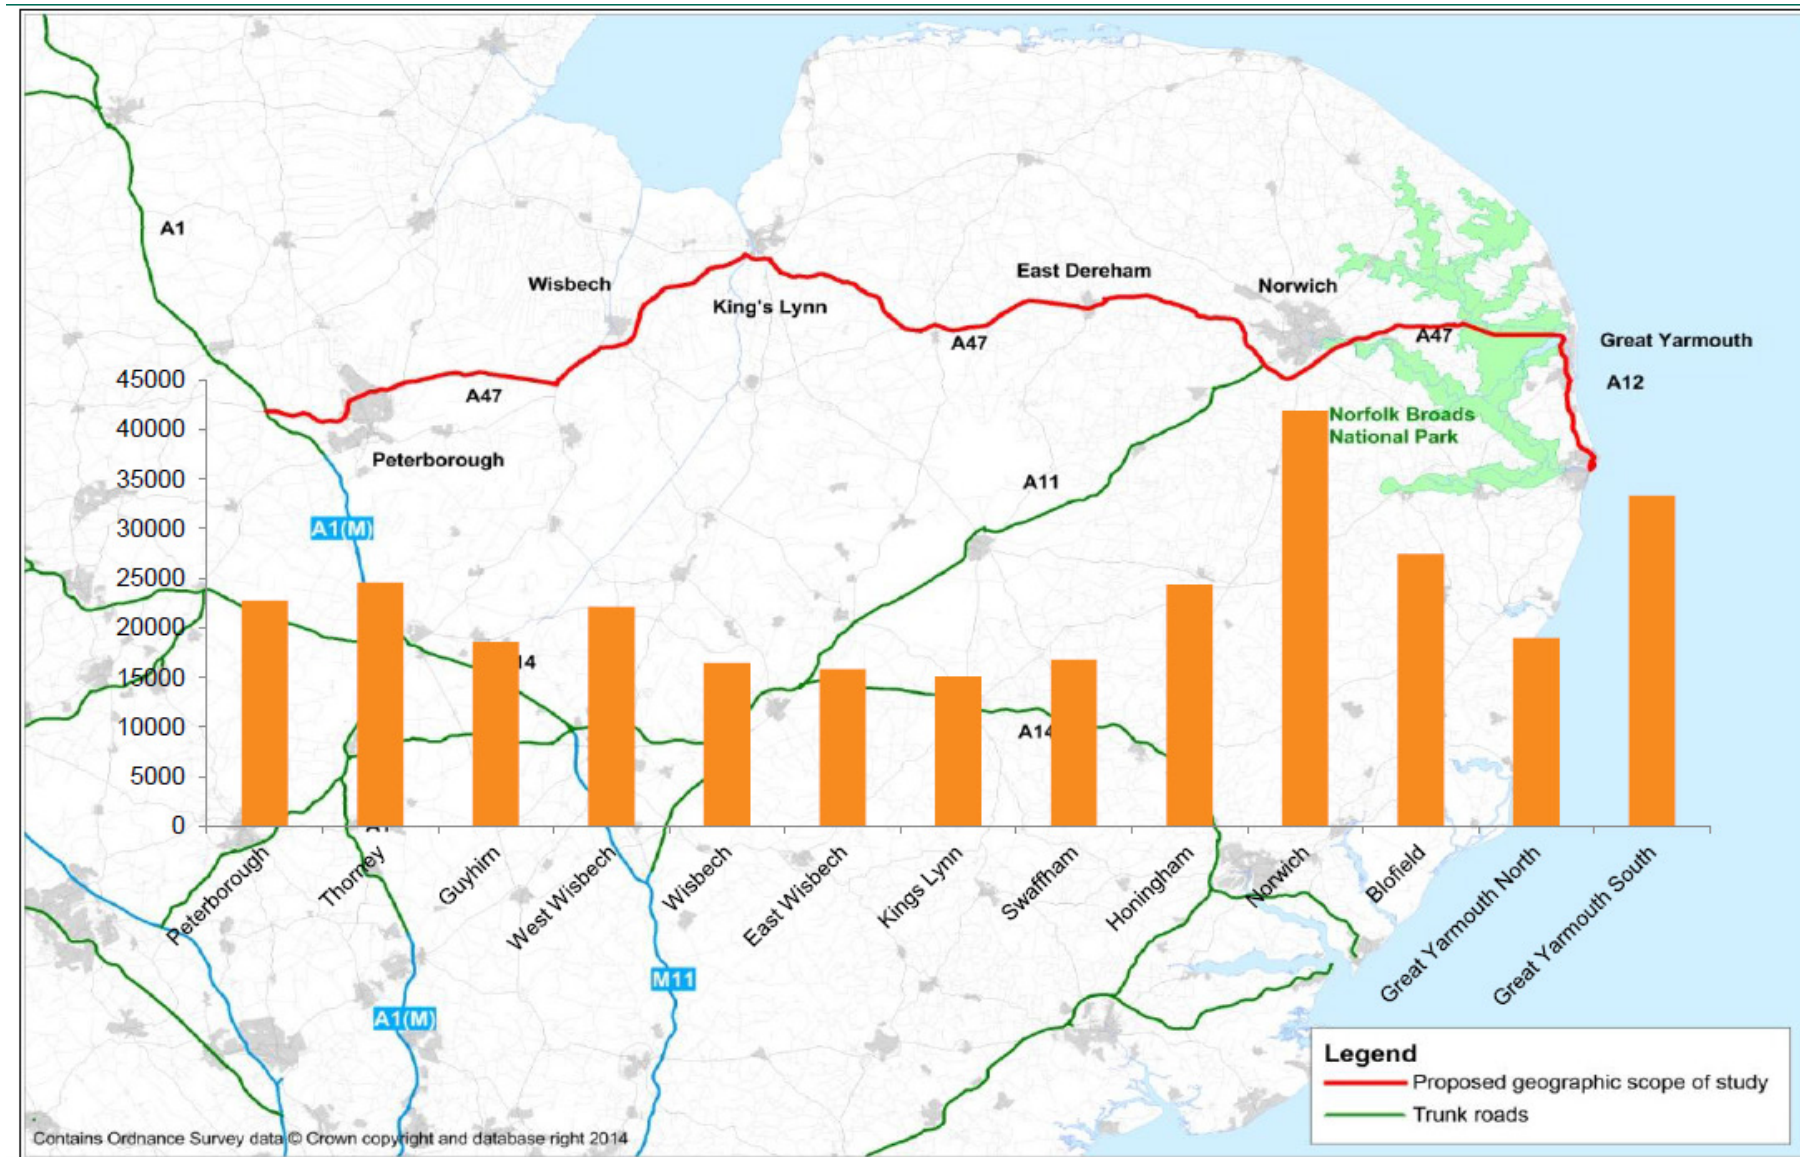 A1
Wisbech
King's Lynn
East Dereham
Norwich
A47
A47
A47
Great Yarmouth
A12
Peterborough
Norfolk Broads
National Park
A11
A1(M)
45000
40000
35000
30000
25000
20000
15000
10000
5000
0
14
A14
A1
Peterborough
Thorney
Guyhirn
West Wisbech
Wisbech
East Wisbech
Kings Lynn
Swaffham
Honingham
Norwich
Blofield
Great Yarmouth North
Great Yarmouth South
M11
A1(M)
Legend
Proposed geographic scope of study
Trunk roads
Contains Ordnance Survey data © Crown copyright and database right 2014